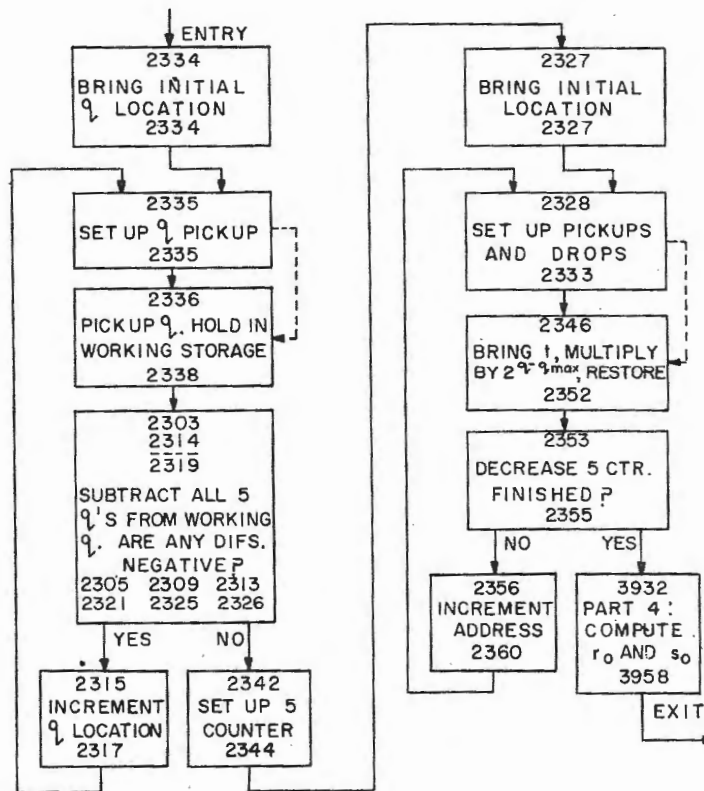 ENTRY
2334
BRING INITIAL
q LOCATION
2334
2335
SET UP q PICKUP
2335
2336
PICKUP q. HOLD IN
WORKING STORAGE
2338
2303
2314
2319
SUBTRACT ALL 5
q'S FROM WORKING
q. ARE ANY DIFS.
NEGATIVE?
2305 2309 2313
2321 2325 2326
YES NO
2315
INCREMENT
q LOCATION
2317
2342
SET UP 5
COUNTER
2344
2327
BRING INITIAL
LOCATION
2327
2328
SET UP PICKUPS
AND DROPS
2333
2346
BRING t, MULTIPLY
BY 2^q-qmax, RESTORE
2352
2353
DECREASE 5 CTR.
FINISHED?
2355
NO YES
2356
INCREMENT
ADDRESS
2360
3932
PART 4:
COMPUTE
r₀ AND s₀
3958
EXIT